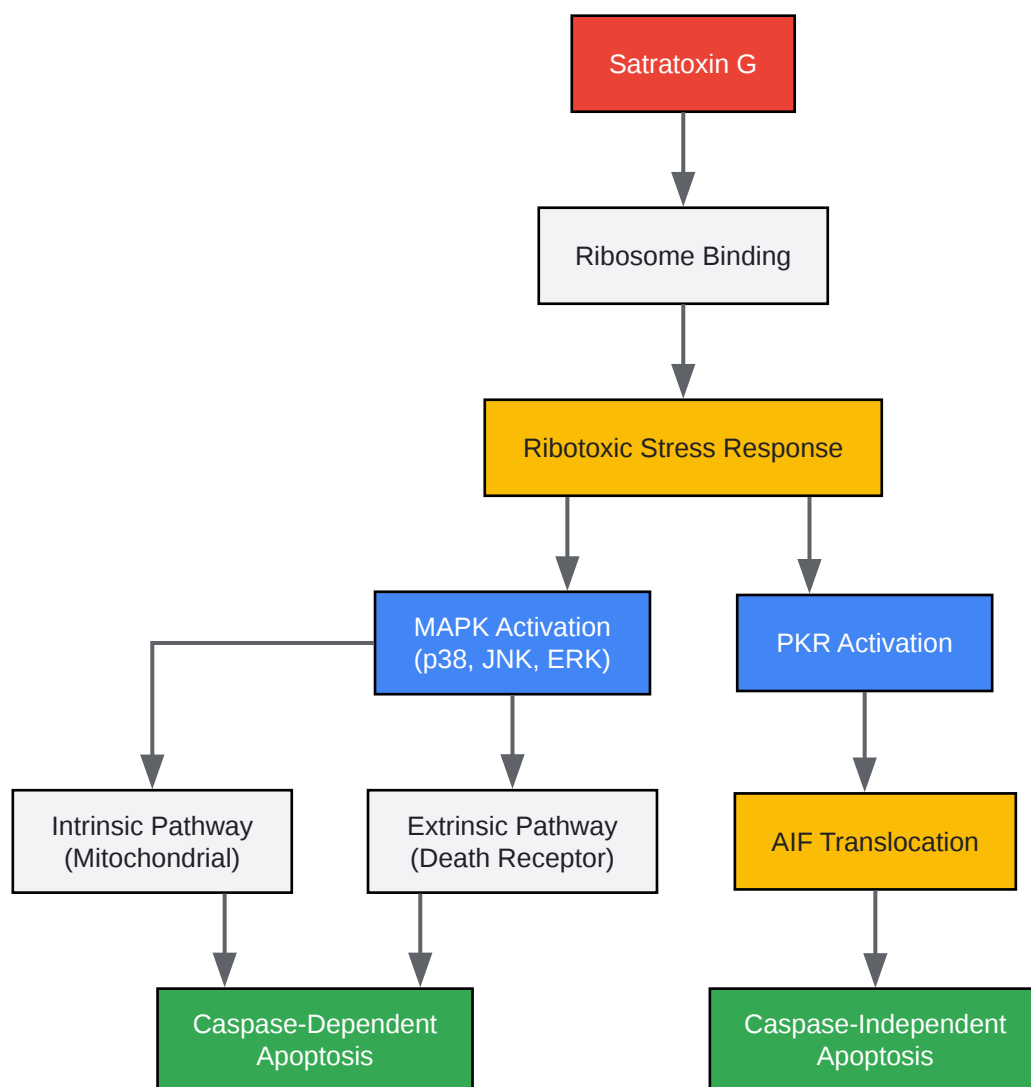 Satratoxin G
Ribosome Binding
Ribotoxic Stress Response
MAPK Activation
(p38, JNK, ERK)
PKR Activation
Intrinsic Pathway
(Mitochondrial)
Extrinsic Pathway
(Death Receptor)
AIF Translocation
Caspase-Dependent
Apoptosis
Caspase-Independent
Apoptosis